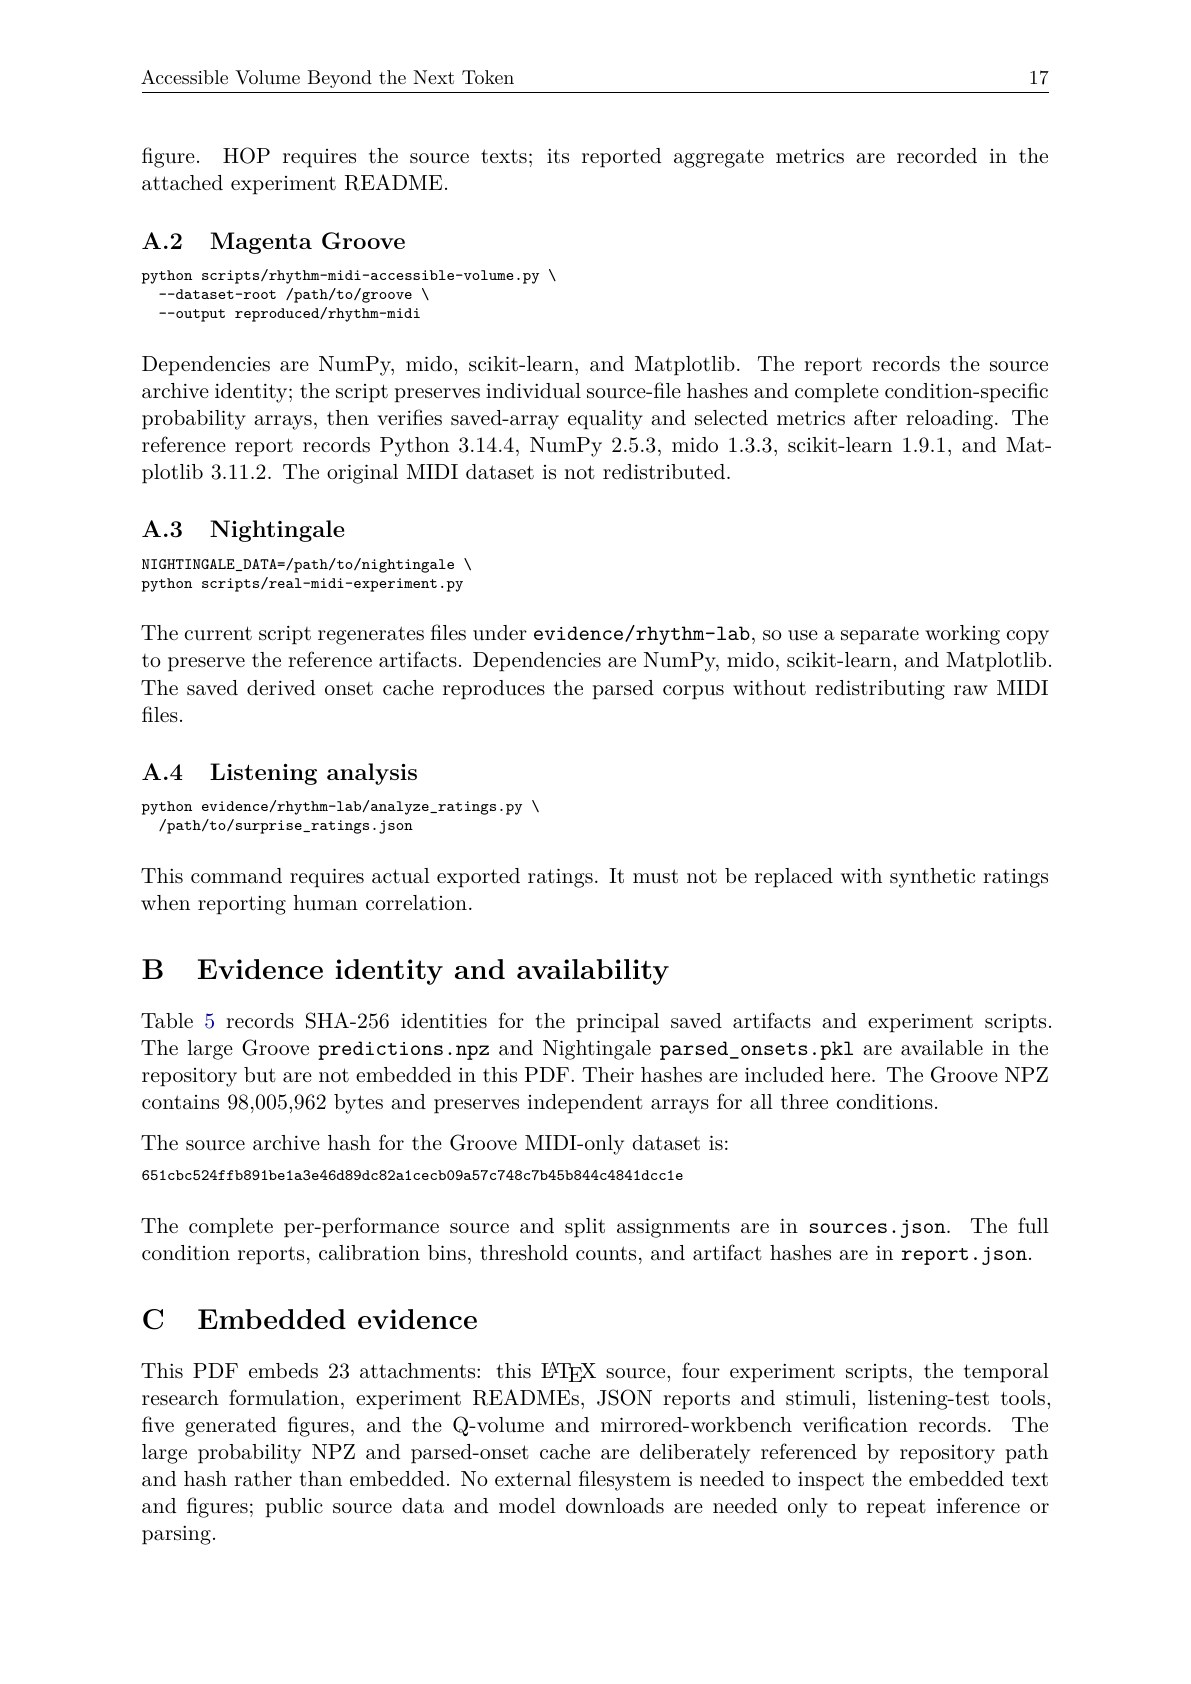 Accessible Volume Beyond the Next Token 17
figure. HOP requires the source texts; its reported aggregate metrics are recorded in the
attached experiment README.
A.2 Magenta Groove
python scripts/rhythm-midi-accessible-volume.py \
--dataset-root /path/to/groove \
--output reproduced/rhythm-midi
Dependencies are NumPy, mido, scikit-learn, and Matplotlib. The report records the source
archive identity; the script preserves individual source-file hashes and complete condition-specific
probability arrays, then verifies saved-array equality and selected metrics after reloading. The
reference report records Python 3.14.4, NumPy 2.5.3, mido 1.3.3, scikit-learn 1.9.1, and Mat-
plotlib 3.11.2. The original MIDI dataset is not redistributed.
A.3 Nightingale
NIGHTINGALE_DATA=/path/to/nightingale \
python scripts/real-midi-experiment.py
The current script regenerates files under evidence/rhythm-lab, so use a separate working copy
to preserve the reference artifacts. Dependencies are NumPy, mido, scikit-learn, and Matplotlib.
The saved derived onset cache reproduces the parsed corpus without redistributing raw MIDI
files.
A.4 Listening analysis
python evidence/rhythm-lab/analyze_ratings.py \
/path/to/surprise_ratings.json
This command requires actual exported ratings. It must not be replaced with synthetic ratings
when reporting human correlation.
B Evidence identity and availability
Table 5 records SHA-256 identities for the principal saved artifacts and experiment scripts.
The large Groove predictions.npz and Nightingale parsed_onsets.pkl are available in the
repository but are not embedded in this PDF. Their hashes are included here. The Groove NPZ
contains 98,005,962 bytes and preserves independent arrays for all three conditions.
The source archive hash for the Groove MIDI-only dataset is:
651cbc524ffb891be1a3e46d89dc82a1cecb09a57c748c7b45b844c4841dcc1e
The complete per-performance source and split assignments are in sources.json. The full
condition reports, calibration bins, threshold counts, and artifact hashes are in report.json.
C Embedded evidence
This PDF embeds 23 attachments: this LATEX source, four experiment scripts, the temporal
research formulation, experiment READMEs, JSON reports and stimuli, listening-test tools,
five generated figures, and the Q-volume and mirrored-workbench verification records. The
large probability NPZ and parsed-onset cache are deliberately referenced by repository path
and hash rather than embedded. No external filesystem is needed to inspect the embedded text
and figures; public source data and model downloads are needed only to repeat inference or
parsing.